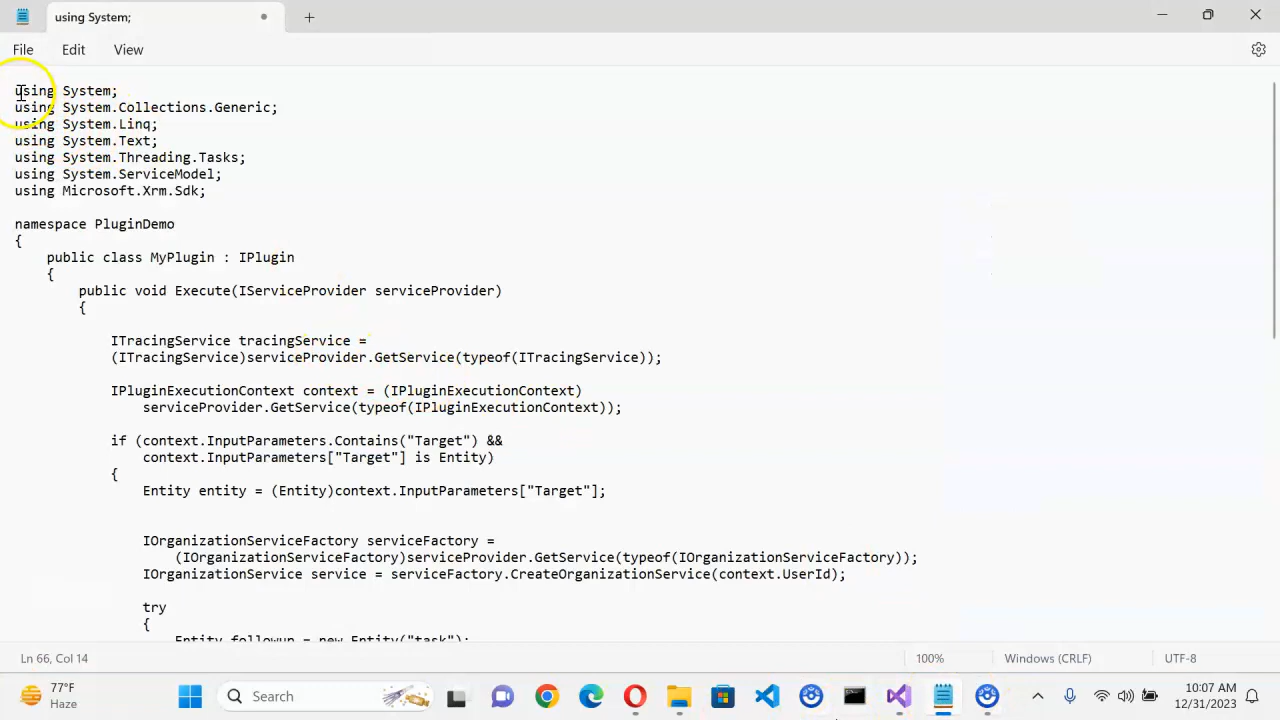 using System;
File Edit View
using System;
using System.Collections.Generic;
using System.Linq;
using System.Text;
using System.Threading.Tasks;
using System.ServiceModel;
using Microsoft.Xrm.Sdk;
namespace PluginDemo
{
public class MyPlugin : IPlugin
{
public void Execute(IServiceProvider serviceProvider)
{
ITracingService tracingService =
(ITracingService)serviceProvider.GetService(typeof(ITracingService));
IPluginExecutionContext context = (IPluginExecutionContext)
serviceProvider.GetService(typeof(IPluginExecutionContext));
if (context.InputParameters.Contains("Target") &&
context.InputParameters["Target"] is Entity)
{
Entity entity = (Entity)context.InputParameters["Target"];
IOrganizationServiceFactory serviceFactory =
(IOrganizationServiceFactory)serviceProvider.GetService(typeof(IOrganizationServiceFactory));
IOrganizationService service = serviceFactory.CreateOrganizationService(context.UserId);
try
{
Entity followup = new Entity("task");
Ln 66, Col 14 100% Windows (CRLF) UTF-8
77°F
Haze
Search
10:07 AM
12/31/2023